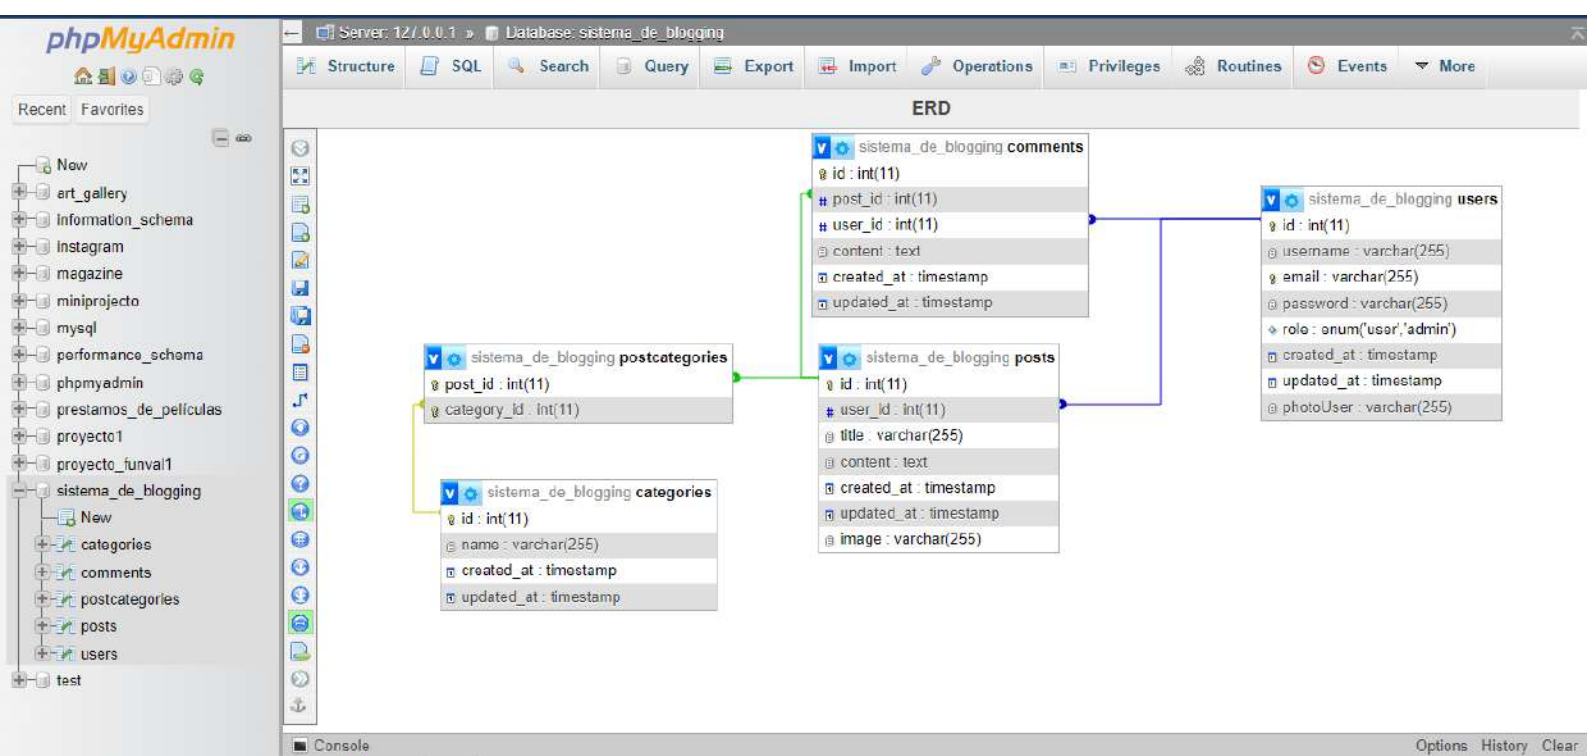 phpMyAdmin
Recent Favorites
New
art_gallery
information_schema
instagram
magazine
miniprojecto
mysql
performance_schema
phpmyadmin
prestamos_de_películas
proyecto1
proyecto_funval1
sistema_de_blogging
New
categories
comments
postcategories
posts
users
test
Server: 127.0.0.1 » Database: sistema_de_blogging
Structure SQL Search Query Export Import Operations Privileges Routines Events More
ERD
sistema_de_blogging comments
id : int(11)
post_id : int(11)
user_id : int(11)
content : text
created_at : timestamp
updated_at : timestamp
sistema_de_blogging users
id : int(11)
username : varchar(255)
email : varchar(255)
password : varchar(255)
role : enum('user','admin')
created_at : timestamp
updated_at : timestamp
photoUser : varchar(255)
sistema_de_blogging postcategories
post_id : int(11)
category_id : int(11)
sistema_de_blogging posts
id : int(11)
user_id : int(11)
title : varchar(255)
content : text
created_at : timestamp
updated_at : timestamp
image : varchar(255)
sistema_de_blogging categories
id : int(11)
name : varchar(255)
created_at : timestamp
updated_at : timestamp
Console
Options History Clear